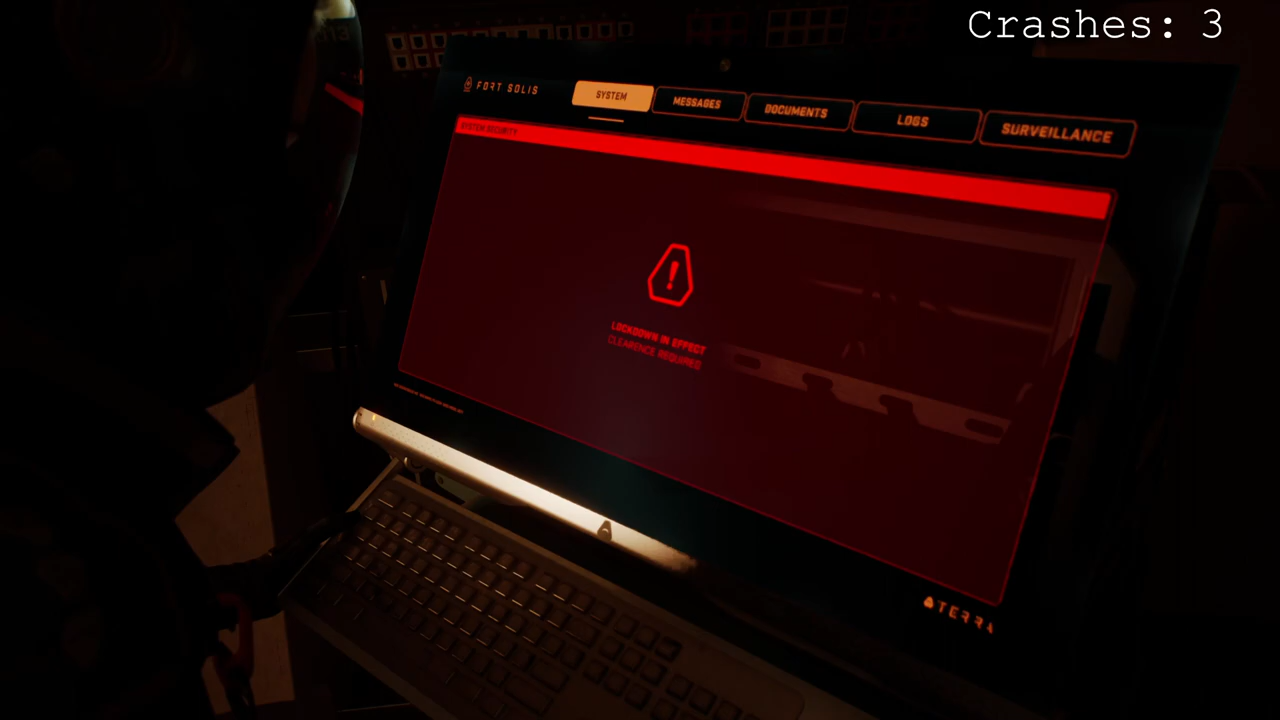 Crashes: 3
FORT SOLIS
SYSTEM
MESSAGES
DOCUMENTS
LOGS
SURVEILLANCE
SYSTEM SECURITY
!
LOCKDOWN IN EFFECT
CLEARENCE REQUIRED
TERRA